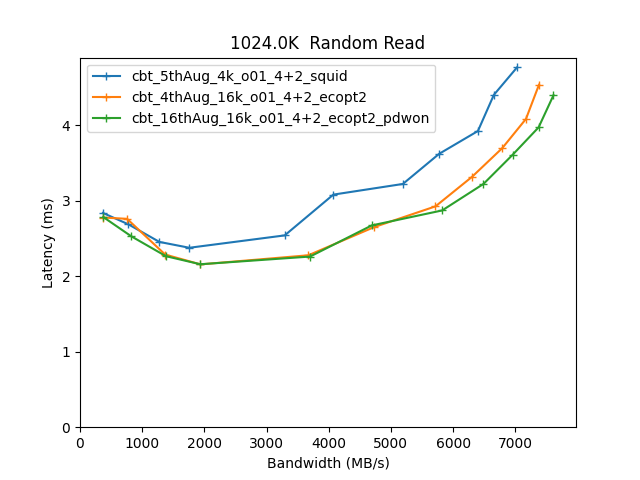 1024.0K  Random Read
cbt_5thAug_4k_o01_4+2_squid
cbt_4thAug_16k_o01_4+2_ecopt2
cbt_16thAug_16k_o01_4+2_ecopt2_pdwon
Latency (ms)
4
3
2
1
0
0 1000 2000 3000 4000 5000 6000 7000
Bandwidth (MB/s)